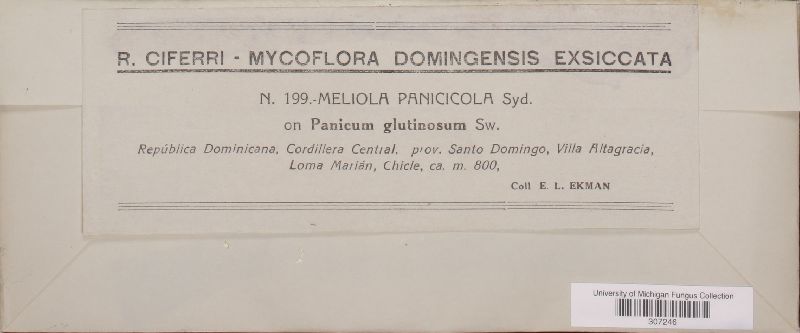 R. CIFERRI - MYCOFLORA DOMINGENSIS EXSICCATA
N. 199.-MELIOLA PANICICOLA Syd.
on Panicum glutinosum Sw.
República Dominicana, Cordillera Central, prov. Santo Domingo, Villa Altagracia,
Loma Marián, Chicle, ca. m. 800,
Coll E. L. EKMAN
University of Michigan Fungus Collection
307246